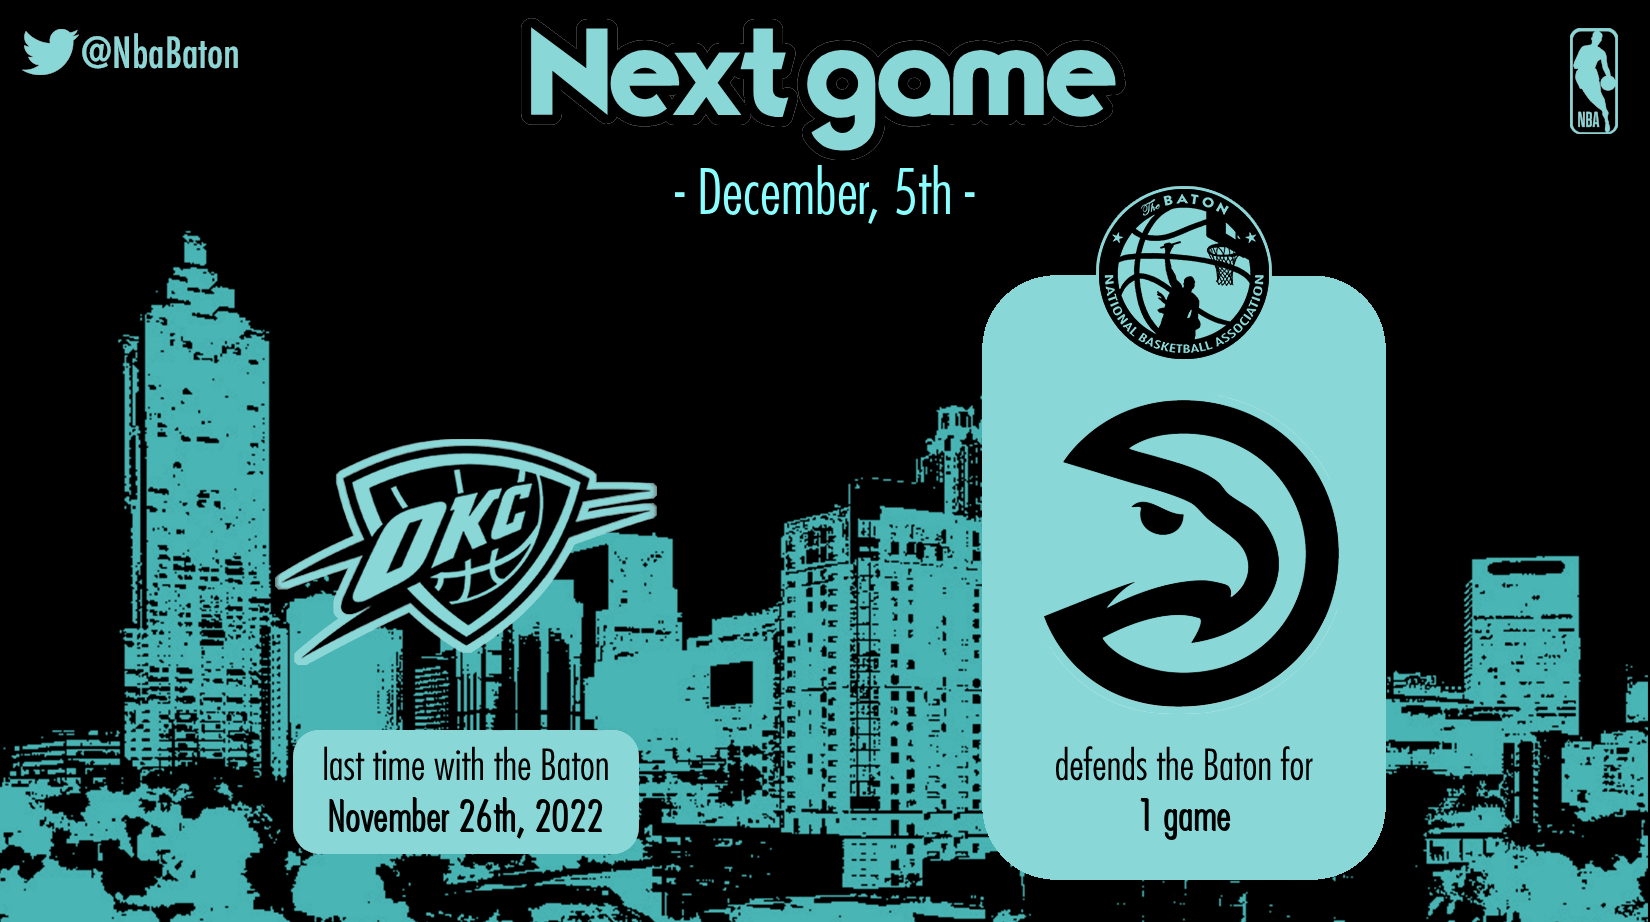 @NbaBaton
Next game
NBA
- December, 5th -
The BATON
NATIONAL BASKETBALL ASSOCIATION
OKC
last time with the Baton
November 26th, 2022
defends the Baton for
1 game